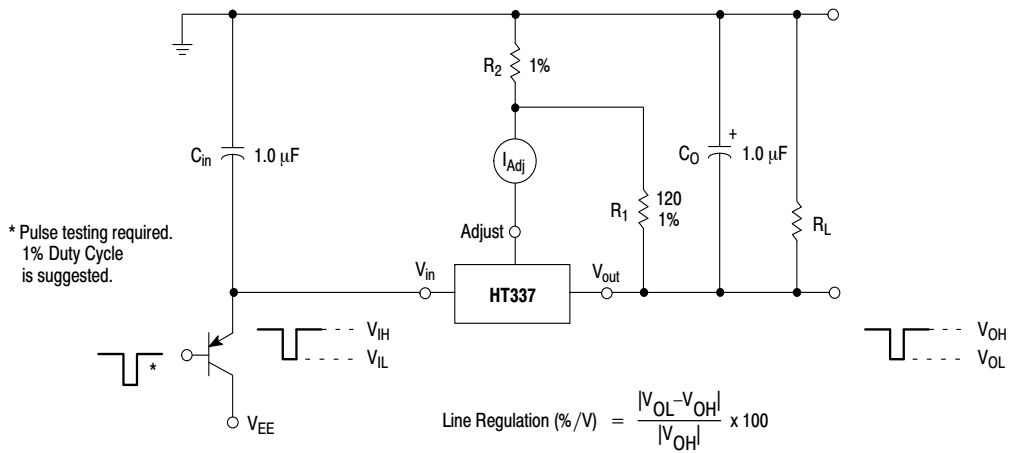 R2 1%
Cin 1.0 µF
IAdj
CO + 1.0 µF
R1 120 1%
RL
* Pulse testing required.
1% Duty Cycle
is suggested.
Adjust
Vin
HT337
Vout
VIH
VIL
*
VEE
VOH
VOL
Line Regulation (%/V) = |VOL–VOH| / |VOH| x 100